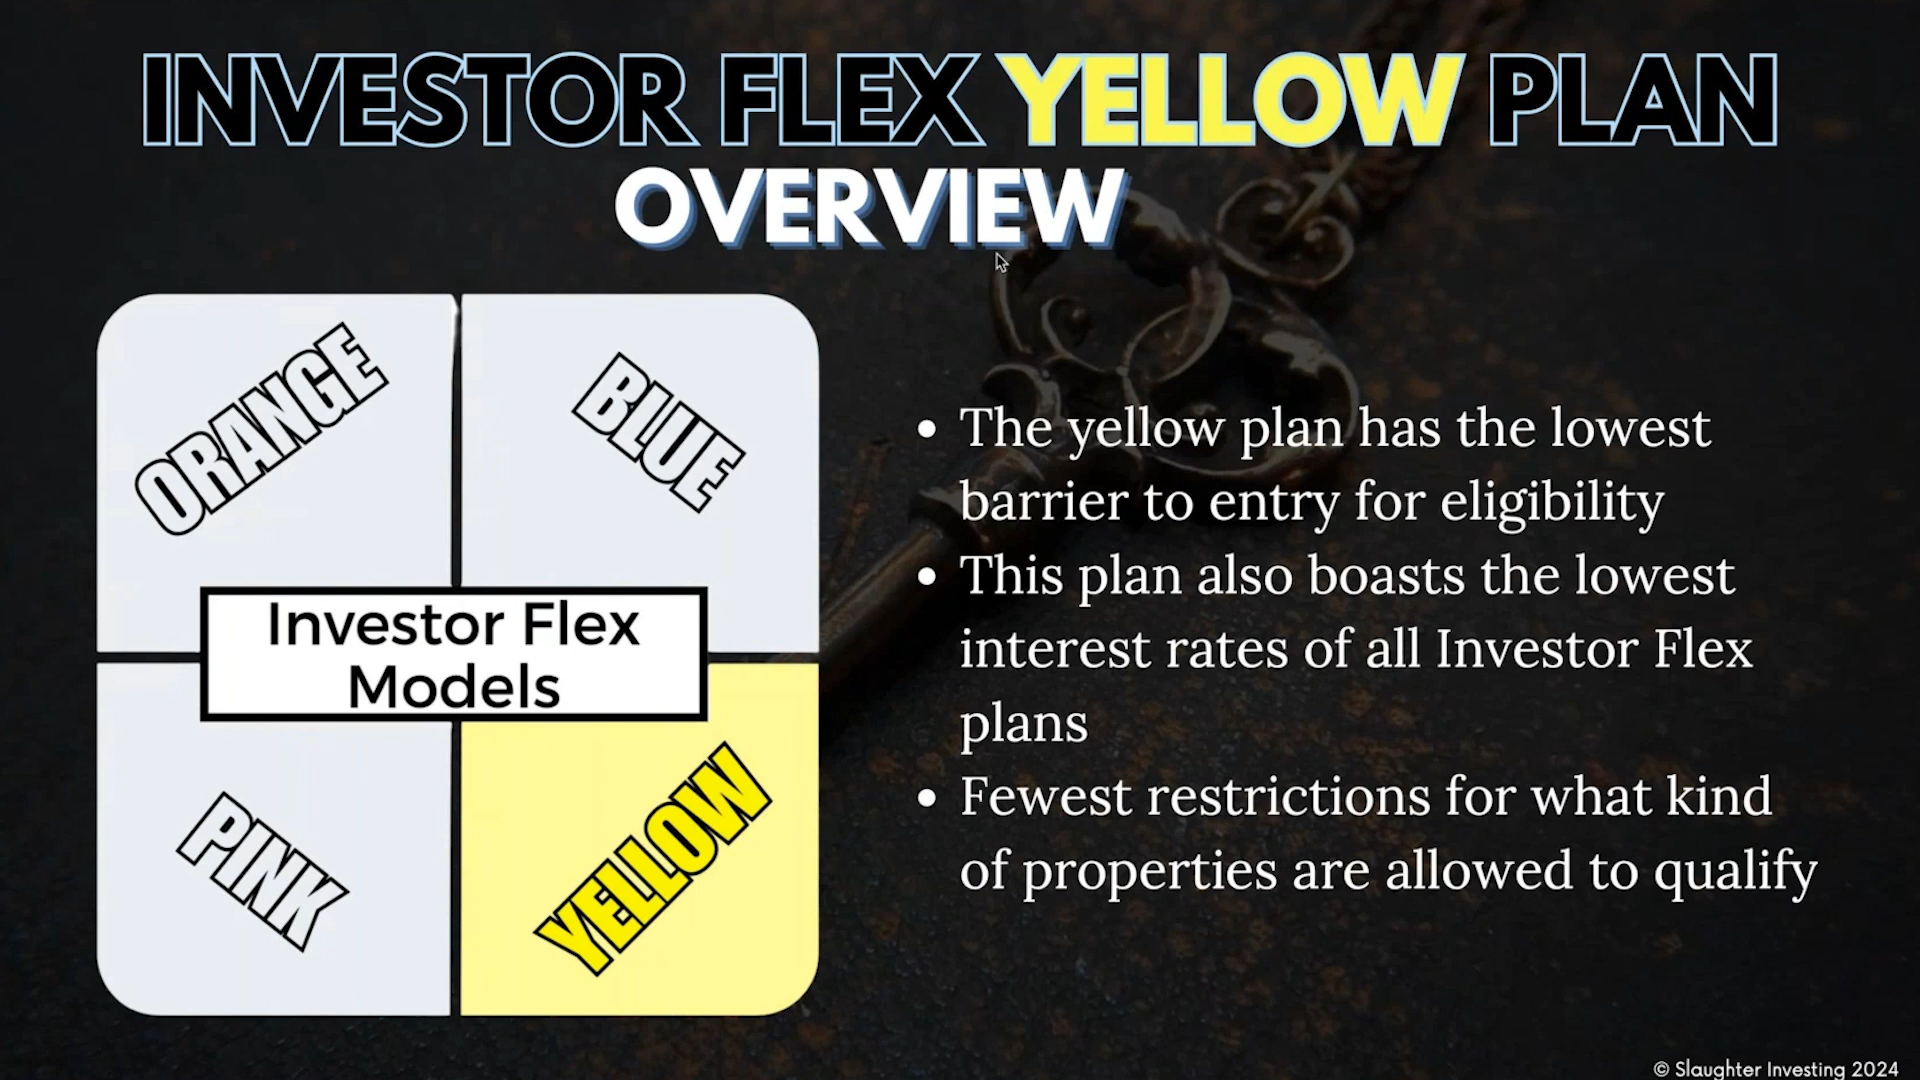 INVESTOR FLEX YELLOW PLAN
OVERVIEW
ORANGE
BLUE
Investor Flex
Models
PINK
YELLOW
• The yellow plan has the lowest
barrier to entry for eligibility
• This plan also boasts the lowest
interest rates of all Investor Flex
plans
• Fewest restrictions for what kind
of properties are allowed to qualify
© Slaughter Investing 2024